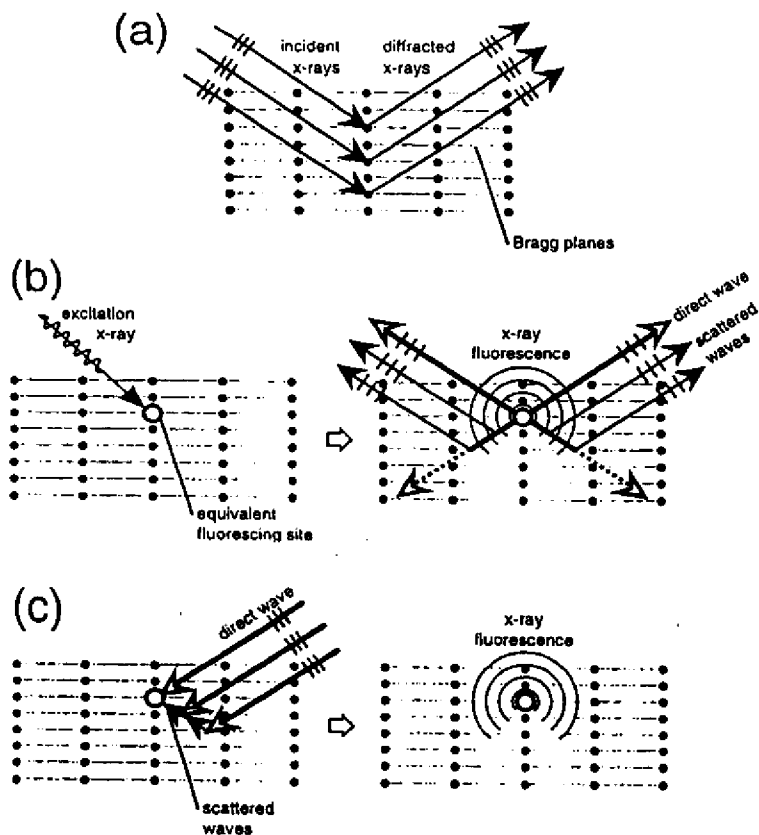 (a)
incident
x-rays
diffracted
x-rays
Bragg planes
(b)
excitation
x-ray
equivalent
fluorescing site
x-ray
fluorescence
direct wave
scattered
waves
(c)
direct wave
scattered
waves
x-ray
fluorescence